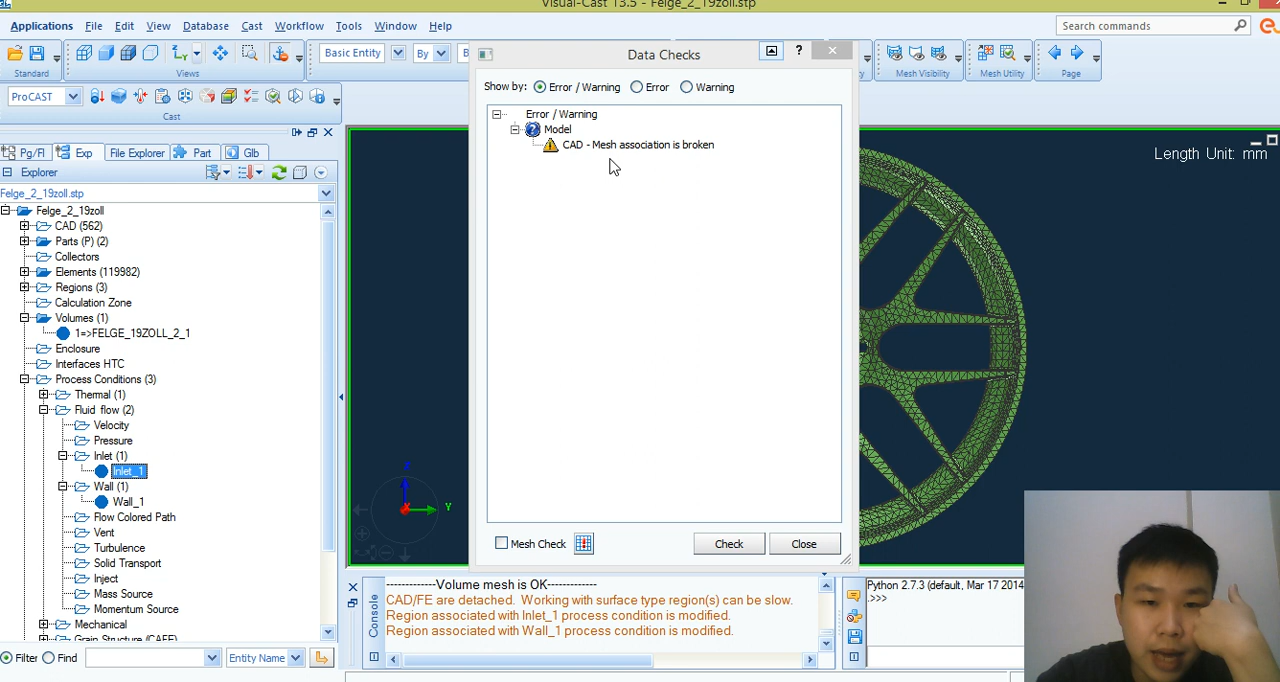 Visual-Cast 13.5 - Felge_2_19zoll.stp
Applications File Edit View Database Cast Workflow Tools Window Help
Search commands
Standard
Views
Basic Entity
By
Mesh Visibility
Mesh Utility
Page
ProCAST
Cast
Pg/Fl
Exp
File Explorer
Part
Glb
Explorer
Felge_2_19zoll.stp
Felge_2_19zoll
CAD (562)
Parts (P) (2)
Collectors
Elements (119982)
Regions (3)
Calculation Zone
Volumes (1)
1=>FELGE_19ZOLL_2_1
Enclosure
Interfaces HTC
Process Conditions (3)
Thermal (1)
Fluid flow (2)
Velocity
Pressure
Inlet (1)
Inlet_1
Wall (1)
Wall_1
Flow Colored Path
Vent
Turbulence
Solid Transport
Inject
Mass Source
Momentum Source
Mechanical
Grain Structure (CAFE)
Filter
Find
Entity Name
Data Checks
?
Show by: Error / Warning Error Warning
Error / Warning
Model
CAD - Mesh association is broken
Mesh Check
Check
Close
Length Unit: mm
Z
Y
X
Console
-------------Volume mesh is OK------------
CAD/FE are detached. Working with surface type region(s) can be slow.
Region associated with Inlet_1 process condition is modified.
Region associated with Wall_1 process condition is modified.
Python 2.7.3 (default, Mar 17 2014
.>>>